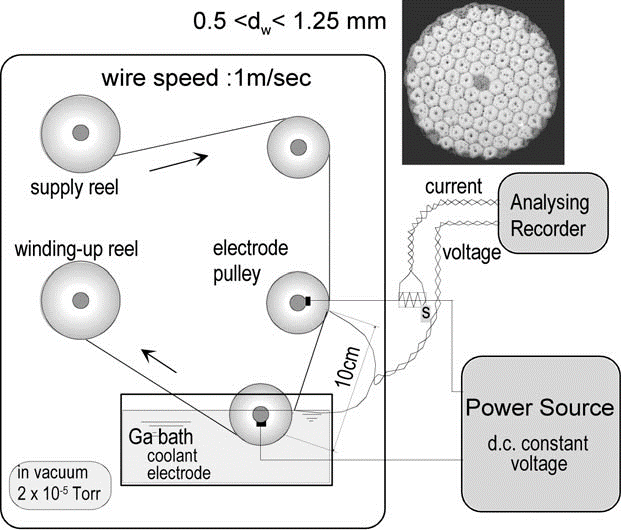 0.5 <dw< 1.25 mm
wire speed :1m/sec
supply reel
current
Analysing
Recorder
voltage
winding-up reel
electrode
pulley
s
10cm
Power Source
d.c. constant
voltage
Ga bath
coolant
electrode
in vacuum
2 x 10-5 Torr